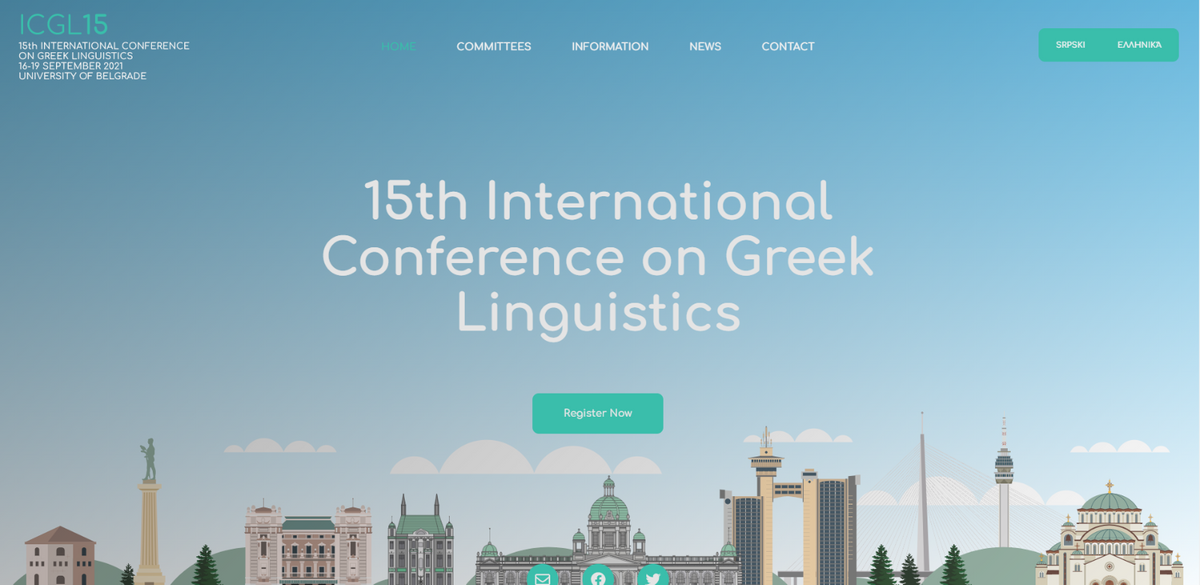 ICGL15
15th INTERNATIONAL CONFERENCE
ON GREEK LINGUISTICS
16-19 SEPTEMBER 2021
UNIVERSITY OF BELGRADE
HOME
COMMITTEES
INFORMATION
NEWS
CONTACT
SRPSKI
ΕΛΛΗΝΙΚΆ
15th International
Conference on Greek
Linguistics
Register Now